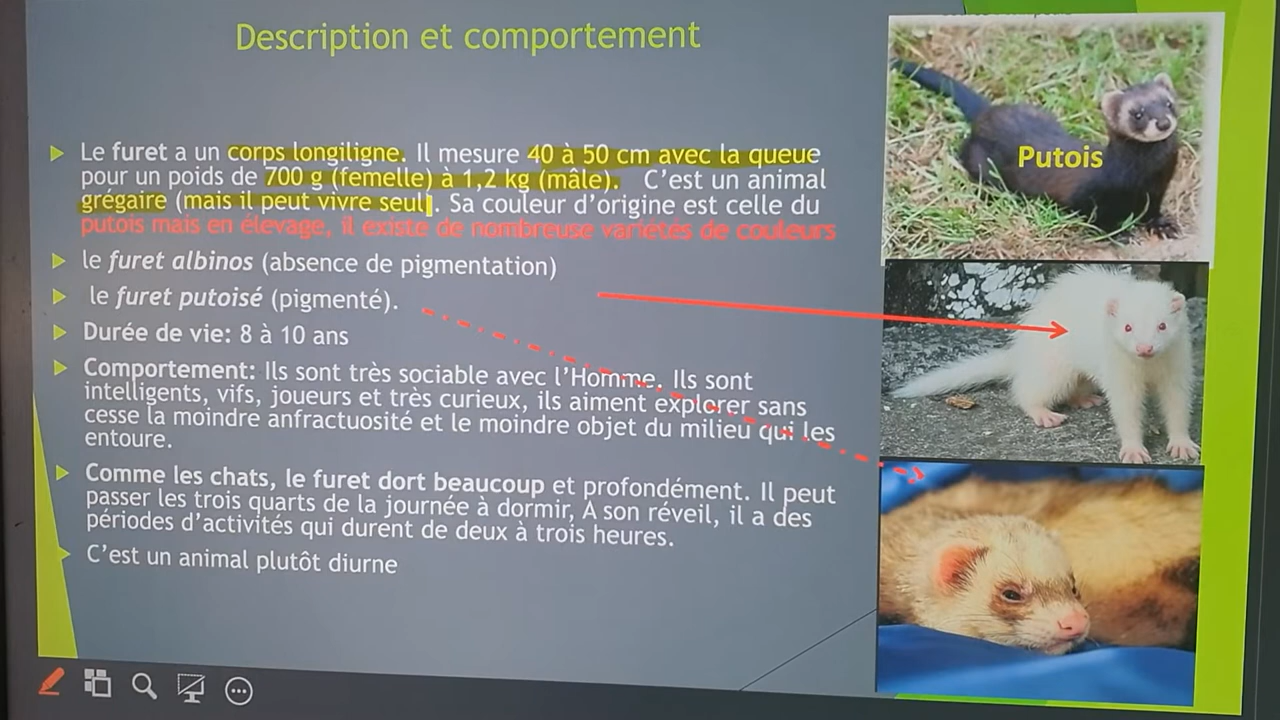 Description et comportement
Le furet a un corps longiligne. Il mesure 40 à 50 cm avec la queue
pour un poids de 700 g (femelle) à 1,2 kg (mâle). C'est un animal
grégaire (mais il peut vivre seul). Sa couleur d'origine est celle du
putois mais en élevage, il existe de nombreuse variétés de couleurs
le furet albinos (absence de pigmentation)
le furet putoisé (pigmenté).
Durée de vie: 8 à 10 ans
Comportement: Ils sont très sociable avec l'Homme. Ils sont
intelligents, vifs, joueurs et très curieux, ils aiment explorer sans
cesse la moindre anfractuosité et le moindre objet du milieu qui les
entoure.
Comme les chats, le furet dort beaucoup et profondément. Il peut
passer les trois quarts de la journée à dormir, A son réveil, il a des
périodes d'activités qui durent de deux à trois heures.
C'est un animal plutôt diurne
Putois